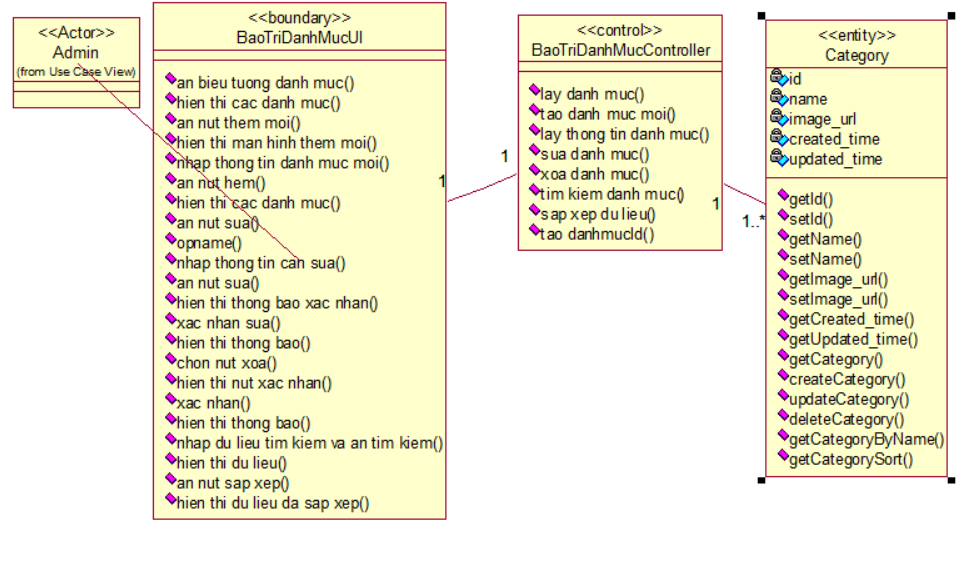 <<Actor>>
Admin
(from Use Case View)
<<boundary>>
BaoTriDanhMucUI
an bieu tuong danh muc()
hien thi cac danh muc()
an nut them moi()
hien thi man hinh them moi()
nhap thong tin danh muc moi()
an nut hem()
hien thi cac danh muc()
an nut sua()
opname()
nhap thong tin can sua()
an nut sua()
hien thi thong bao xac nhan()
xac nhan sua()
hien thi thong bao()
chon nut xoa()
hien thi nut xac nhan()
xac nhan()
hien thi thong bao()
nhap du lieu tim kiem va an tim kiem()
hien thi du lieu()
an nut sap xep()
hien thi du lieu da sap xep()
1
1
<<control>>
BaoTriDanhMucController
lay danh muc()
tao danh muc moi()
lay thong tin danh muc()
sua danh muc()
xoa danh muc()
tim kiem danh muc()
sap xep du lieu()
tao danhmucId()
1
1..*
<<entity>>
Category
id
name
image_url
created_time
updated_time
getId()
setId()
getName()
setName()
getImage_url()
setImage_url()
getCreated_time()
getUpdated_time()
getCategory()
createCategory()
updateCategory()
deleteCategory()
getCategoryByName()
getCategorySort()